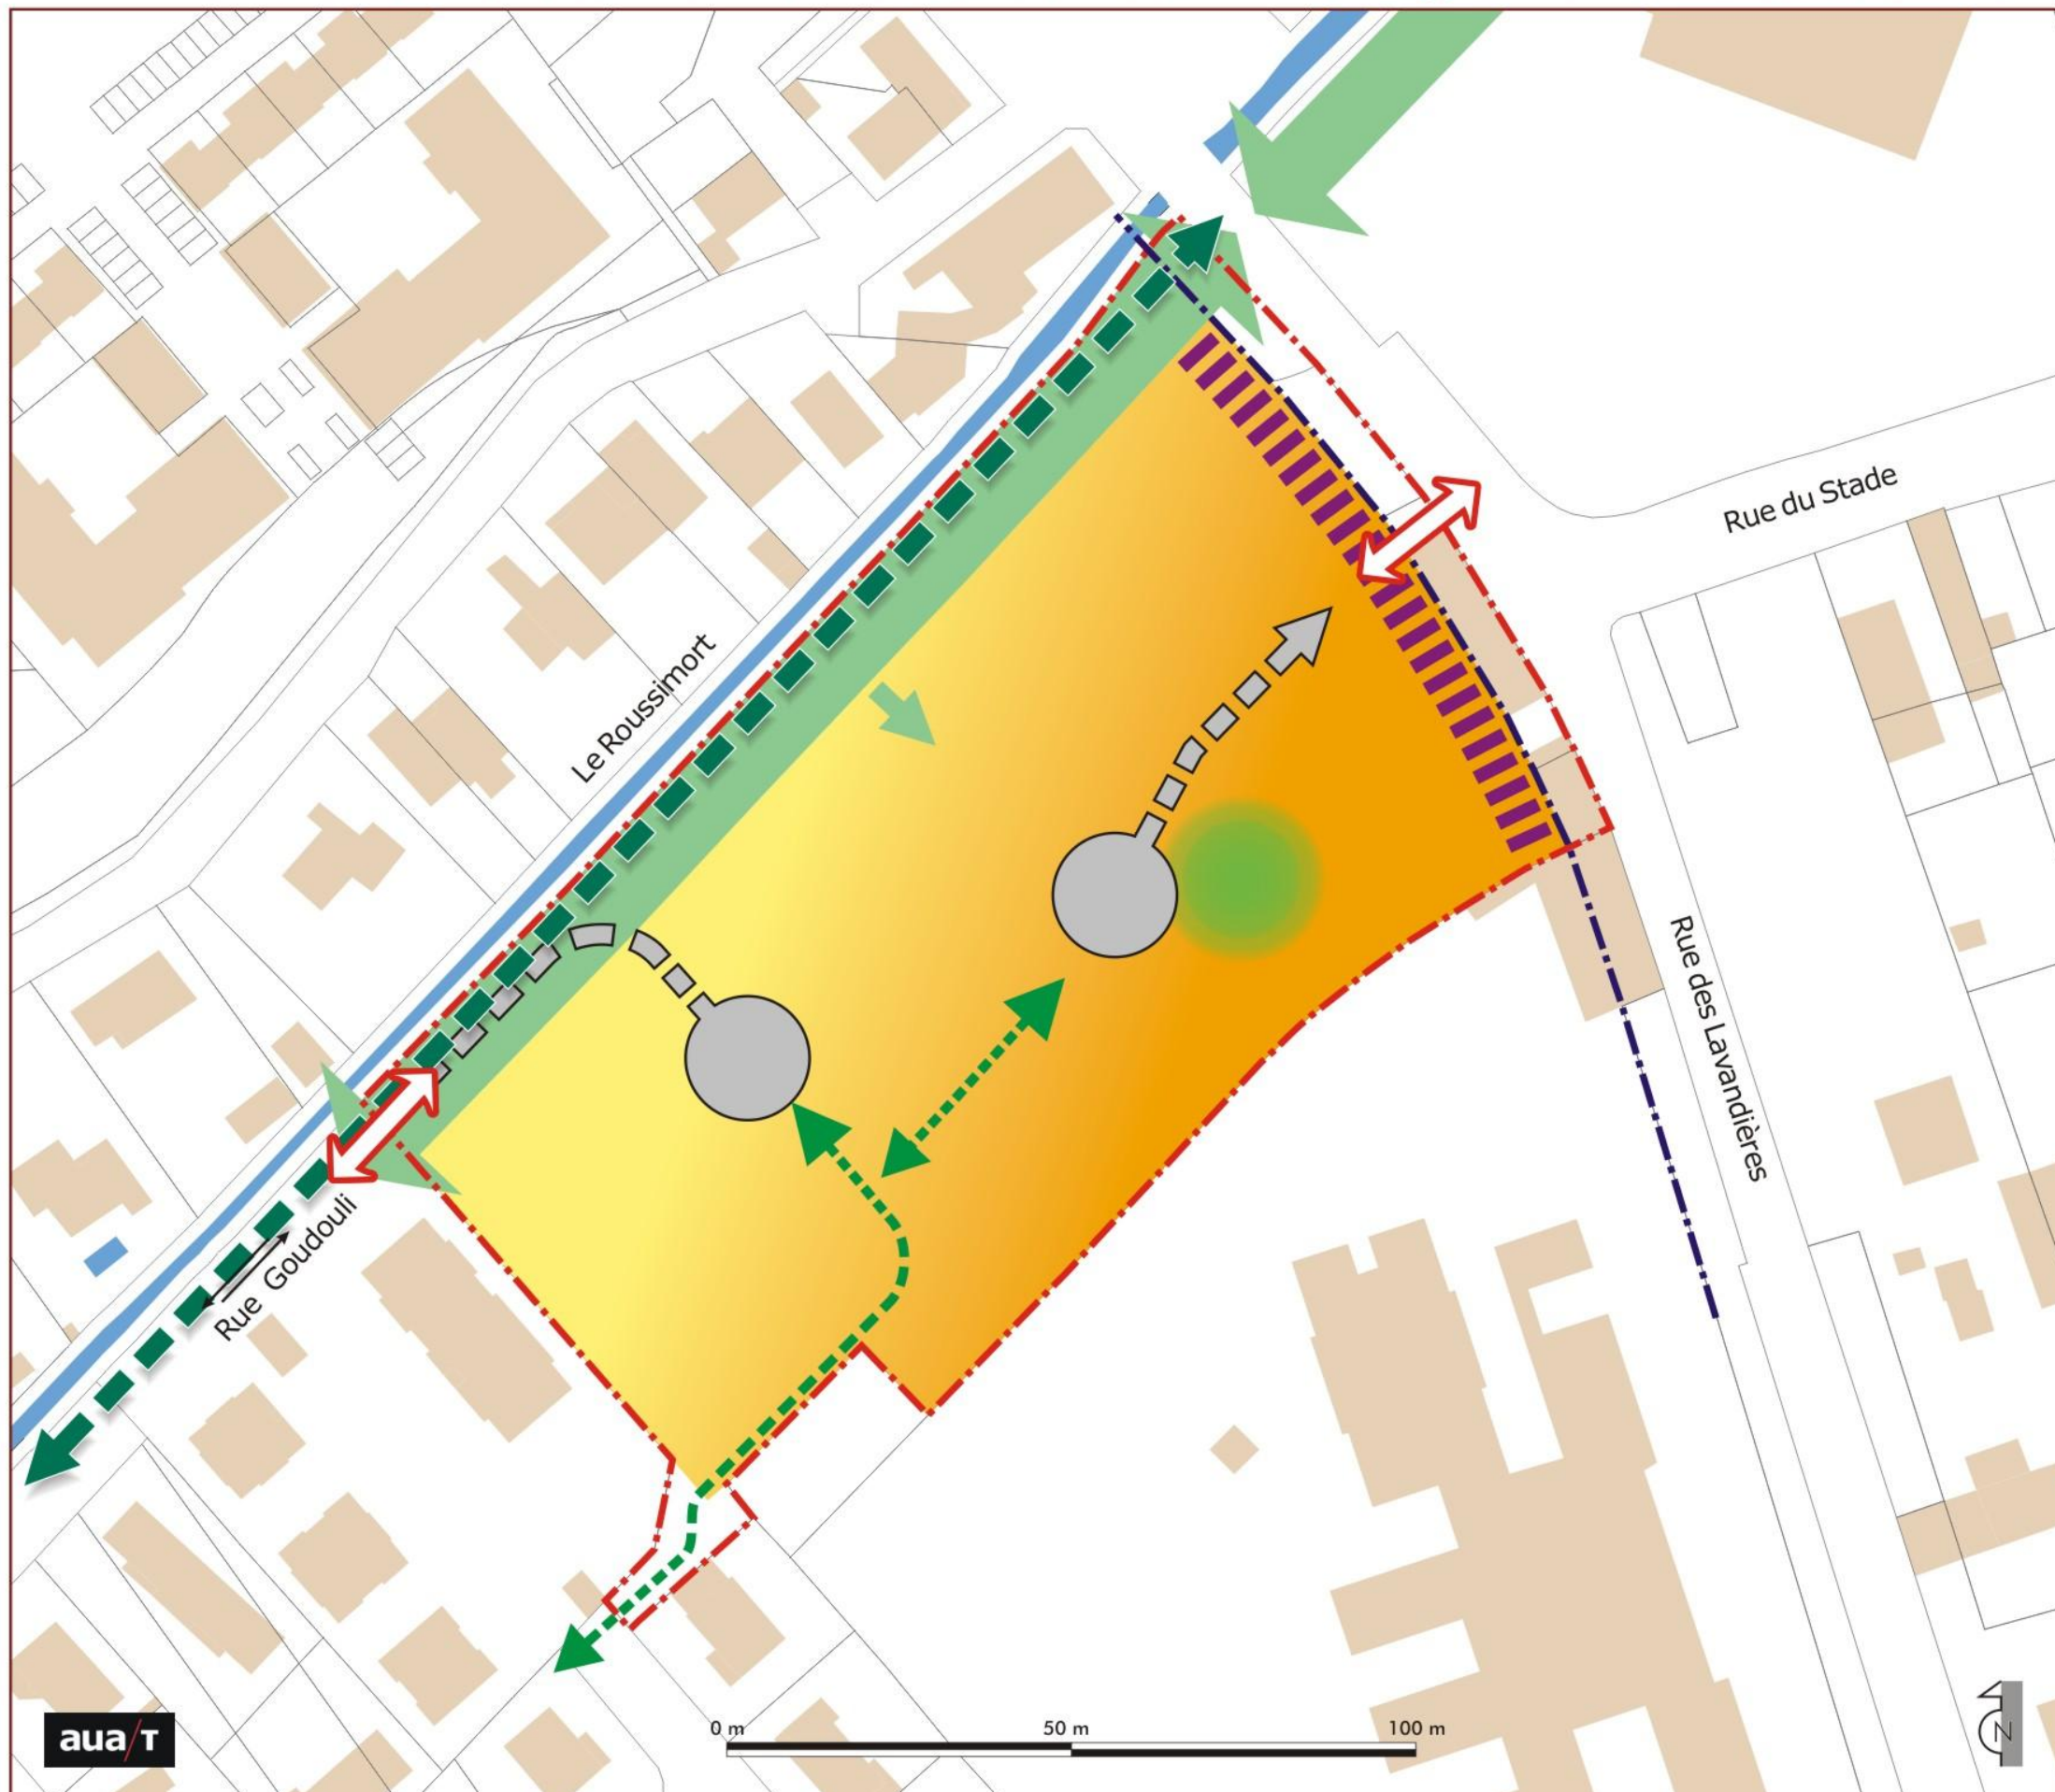 Rue du Stade
Le Roussimort
Rue des Lavandières
Rue Goudouli
0 m 50 m 100 m
aua/T
N